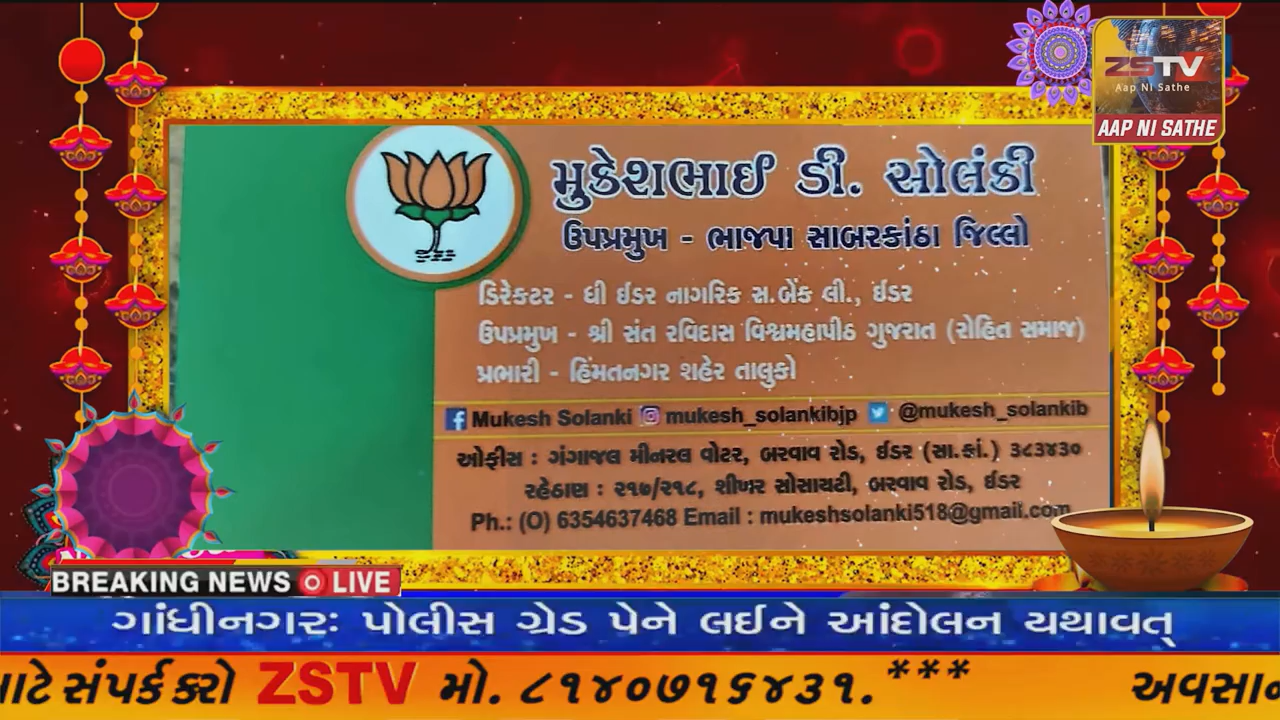 ZSTV
Aap Ni Sathe
AAP NI SATHE
મુકેશભાઈ ડી. સોલંકી
ઉપપ્રમુખ - ભાજપા સાબરકાંઠા જિલ્લો
ડિરેકટર - ધી ઈડર નાગરિક સ.બેંક લી., ઈડર
ઉપપ્રમુખ - શ્રી સંત રવિદાસ વિશ્વમહાપીઠ ગુજરાત (રોહિત સમાજ)
પ્રભારી - હિંમતનગર શહેર તાલુકો
Mukesh Solanki mukesh_solankibjp @mukesh_solankib
ઓફીસ : ગંગાજલ મીનરલ વોટર, બરવાવ રોડ, ઈડર (સા.કાં.) ૩૮૩૪૩૦
રહેઠાણ : ૨૧૭/૨૧૮, શીખર સોસાયટી, બરવાવ રોડ, ઈડર
Ph.: (O) 6354637468 Email : mukeshsolanki518@gmail.com
BREAKING NEWS LIVE
ગાંધીનગરઃ પોલીસ ગ્રેડ પેને લઈને આંદોલન યથાવત્
માટે સંપર્ક કરો ZSTV મો. ૮૧૪૦૭૧૬૪૩૧.*** અવસાન